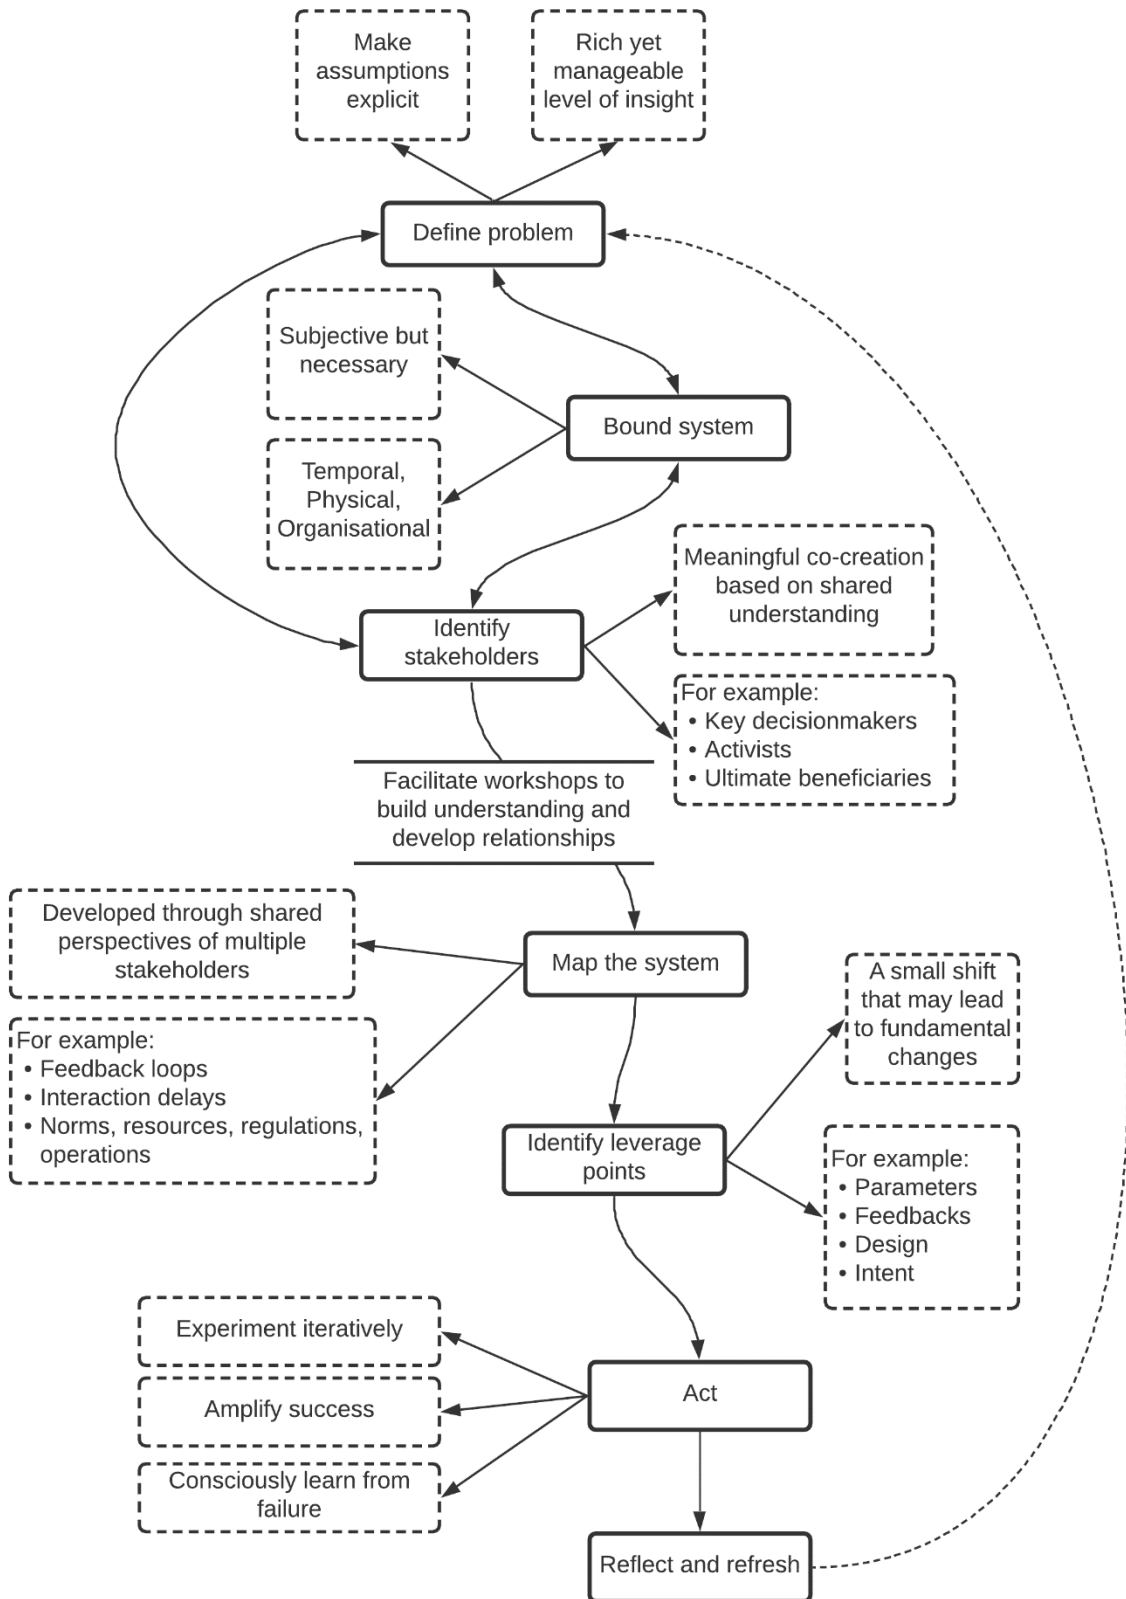 Make
assumptions
explicit
Rich yet
manageable
level of insight
Define problem
Subjective but
necessary
Bound system
Temporal,
Physical,
Organisational
Meaningful co-creation
based on shared
understanding
Identify
stakeholders
For example:
• Key decisionmakers
• Activists
• Ultimate beneficiaries
Facilitate workshops to
build understanding and
develop relationships
Developed through shared
perspectives of multiple
stakeholders
Map the system
A small shift
that may lead
to fundamental
changes
For example:
• Feedback loops
• Interaction delays
• Norms, resources, regulations,
operations
Identify leverage
points
For example:
• Parameters
• Feedbacks
• Design
• Intent
Experiment iteratively
Amplify success
Act
Consciously learn from
failure
Reflect and refresh